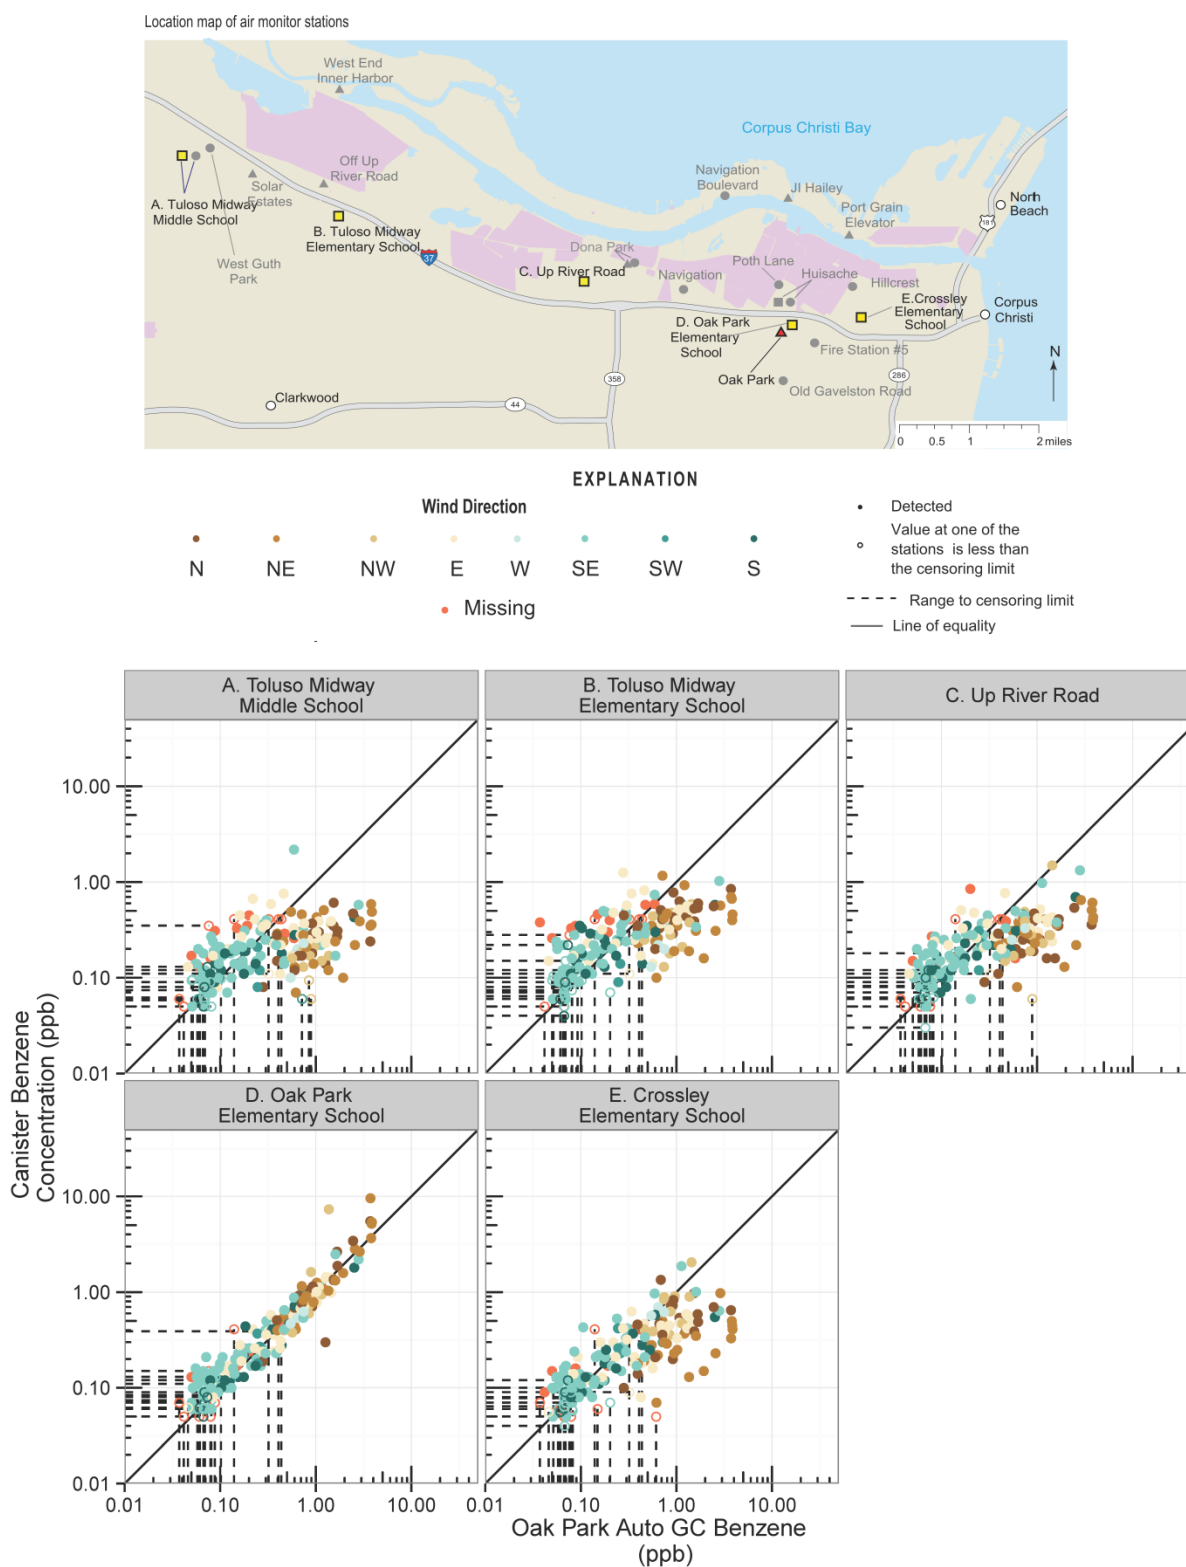 Location map of air monitor stations
West End
Inner Harbor
Corpus Christi Bay
Off Up
River Road
Solar
Estates
A. Tuloso Midway
Middle School
B. Tuloso Midway
Elementary School
West Guth
Park
37
Navigation
Boulevard
JI Hailey
Port Grain
Elevator
North
Beach
181
Dona Park
C. Up River Road
Navigation
Poth Lane
Huisache
Hillcrest
E.Crossley
Elementary
School
Corpus
Christi
D. Oak Park
Elementary
School
Fire Station #5
Oak Park
Old Gavelston Road
N
358
286
Clarkwood
44
0 0.5 1 2 miles
EXPLANATION
Wind Direction
N NE NW E W SE SW S
Missing
Detected
Value at one of the
stations is less than
the censoring limit
Range to censoring limit
Line of equality
A. Toluso Midway
Middle School
B. Toluso Midway
Elementary School
C. Up River Road
10.00
1.00
0.10
0.01
D. Oak Park
Elementary School
E. Crossley
Elementary School
10.00
1.00
0.10
0.01
0.01 0.10 1.00 10.00 0.01 0.10 1.00 10.00
Canister Benzene
Concentration (ppb)
Oak Park Auto GC Benzene
(ppb)